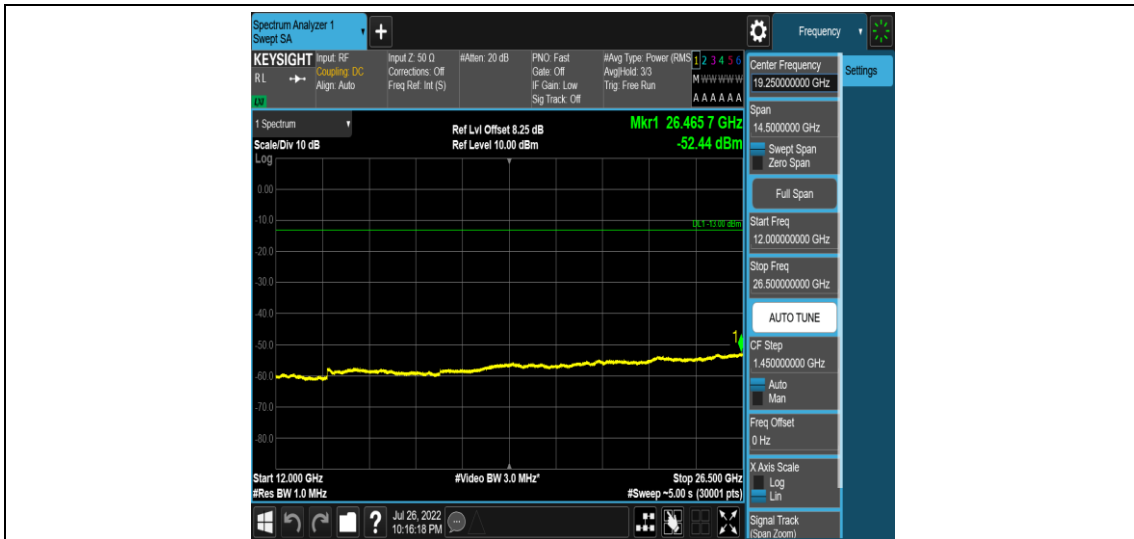 Spectrum Analyzer 1
Swept SA
+
Frequency
KEYSIGHT
RL
LM
Input: RF
Coupling: DC
Align: Auto
Input Z: 50 Ω
Corrections: Off
Freq Ref: Int (S)
#Atten: 20 dB
PNO: Fast
Gate: Off
IF Gain: Low
Sig Track: Off
#Avg Type: Power (RMS
Avg|Hold: 3/3
Trig: Free Run
1 2 3 4 5 6
M W W W W W
A A A A A A
1 Spectrum
Scale/Div 10 dB
Log
Ref Lvl Offset 8.25 dB
Ref Level 10.00 dBm
Mkr1 26.465 7 GHz
-52.44 dBm
0.00
-10.0
DL1 -13.00 dBm
-20.0
-30.0
-40.0
1
-50.0
-60.0
-70.0
-80.0
Start 12.000 GHz
#Res BW 1.0 MHz
#Video BW 3.0 MHz*
Stop 26.500 GHz
#Sweep ~5.00 s (30001 pts)
?
Jul 26, 2022
10:16:18 PM
Center Frequency
19.250000000 GHz
Settings
Span
14.5000000 GHz
Swept Span
Zero Span
Full Span
Start Freq
12.000000000 GHz
Stop Freq
26.500000000 GHz
AUTO TUNE
CF Step
1.450000000 GHz
Auto
Man
Freq Offset
0 Hz
X Axis Scale
Log
Lin
Signal Track
(Span Zoom)